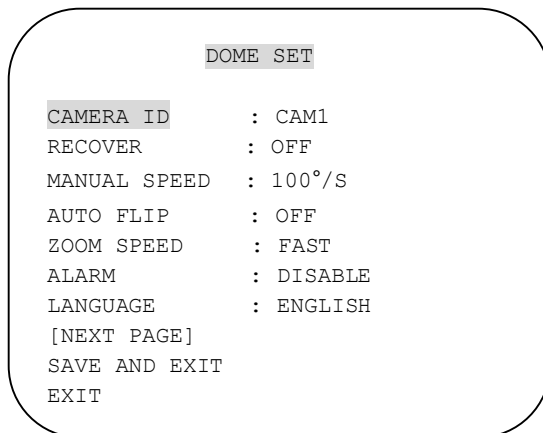 DOME SET
CAMERA ID : CAM1
RECOVER : OFF
MANUAL SPEED : 100°/S
AUTO FLIP : OFF
ZOOM SPEED : FAST
ALARM : DISABLE
LANGUAGE : ENGLISH
[NEXT PAGE]
SAVE AND EXIT
EXIT